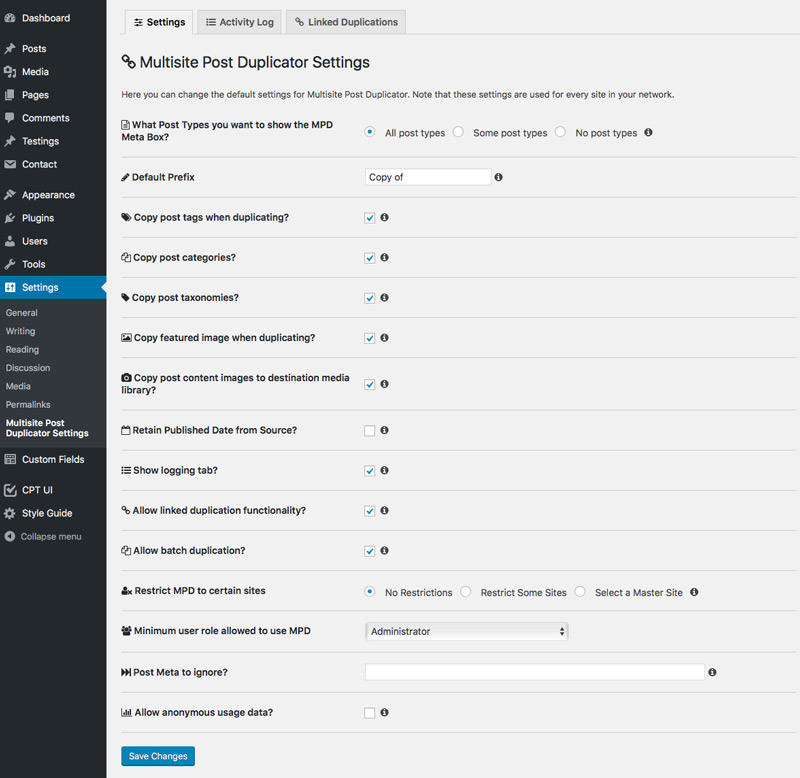 Dashboard
Posts
Media
Pages
Comments
Testings
Contact
Appearance
Plugins
Users
Tools
Settings
General
Writing
Reading
Discussion
Media
Permalinks
Multisite Post
Duplicator Settings
Custom Fields
CPT UI
Style Guide
Collapse menu
Settings
Activity Log
Linked Duplications
Multisite Post Duplicator Settings
Here you can change the default settings for Multisite Post Duplicator. Note that these settings are used for every site in your network.
What Post Types you want to show the MPD
Meta Box?
All post types
Some post types
No post types
Default Prefix
Copy of
Copy post tags when duplicating?
Copy post categories?
Copy post taxonomies?
Copy featured image when duplicating?
Copy post content images to destination media
library?
Retain Published Date from Source?
Show logging tab?
Allow linked duplication functionality?
Allow batch duplication?
Restrict MPD to certain sites
No Restrictions
Restrict Some Sites
Select a Master Site
Minimum user role allowed to use MPD
Administrator
Post Meta to ignore?
Allow anonymous usage data?
Save Changes